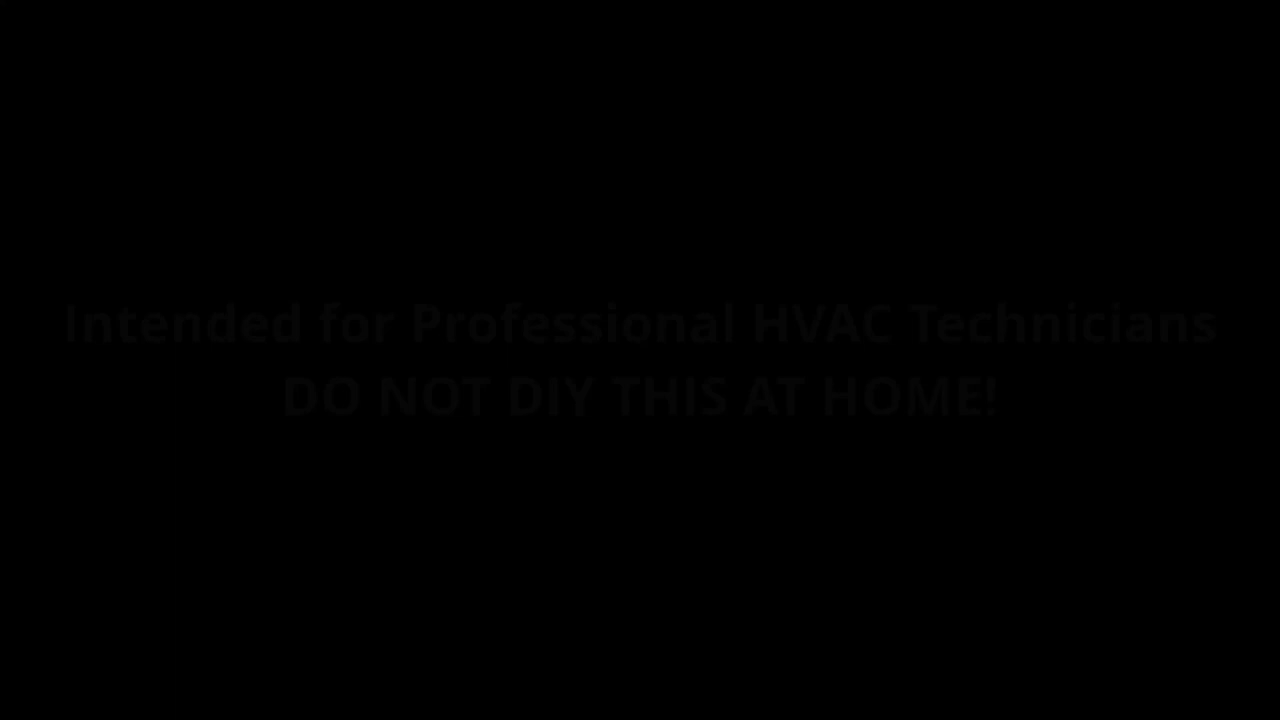 Intended for Professional HVAC Technicians
DO NOT DIY THIS AT HOME!